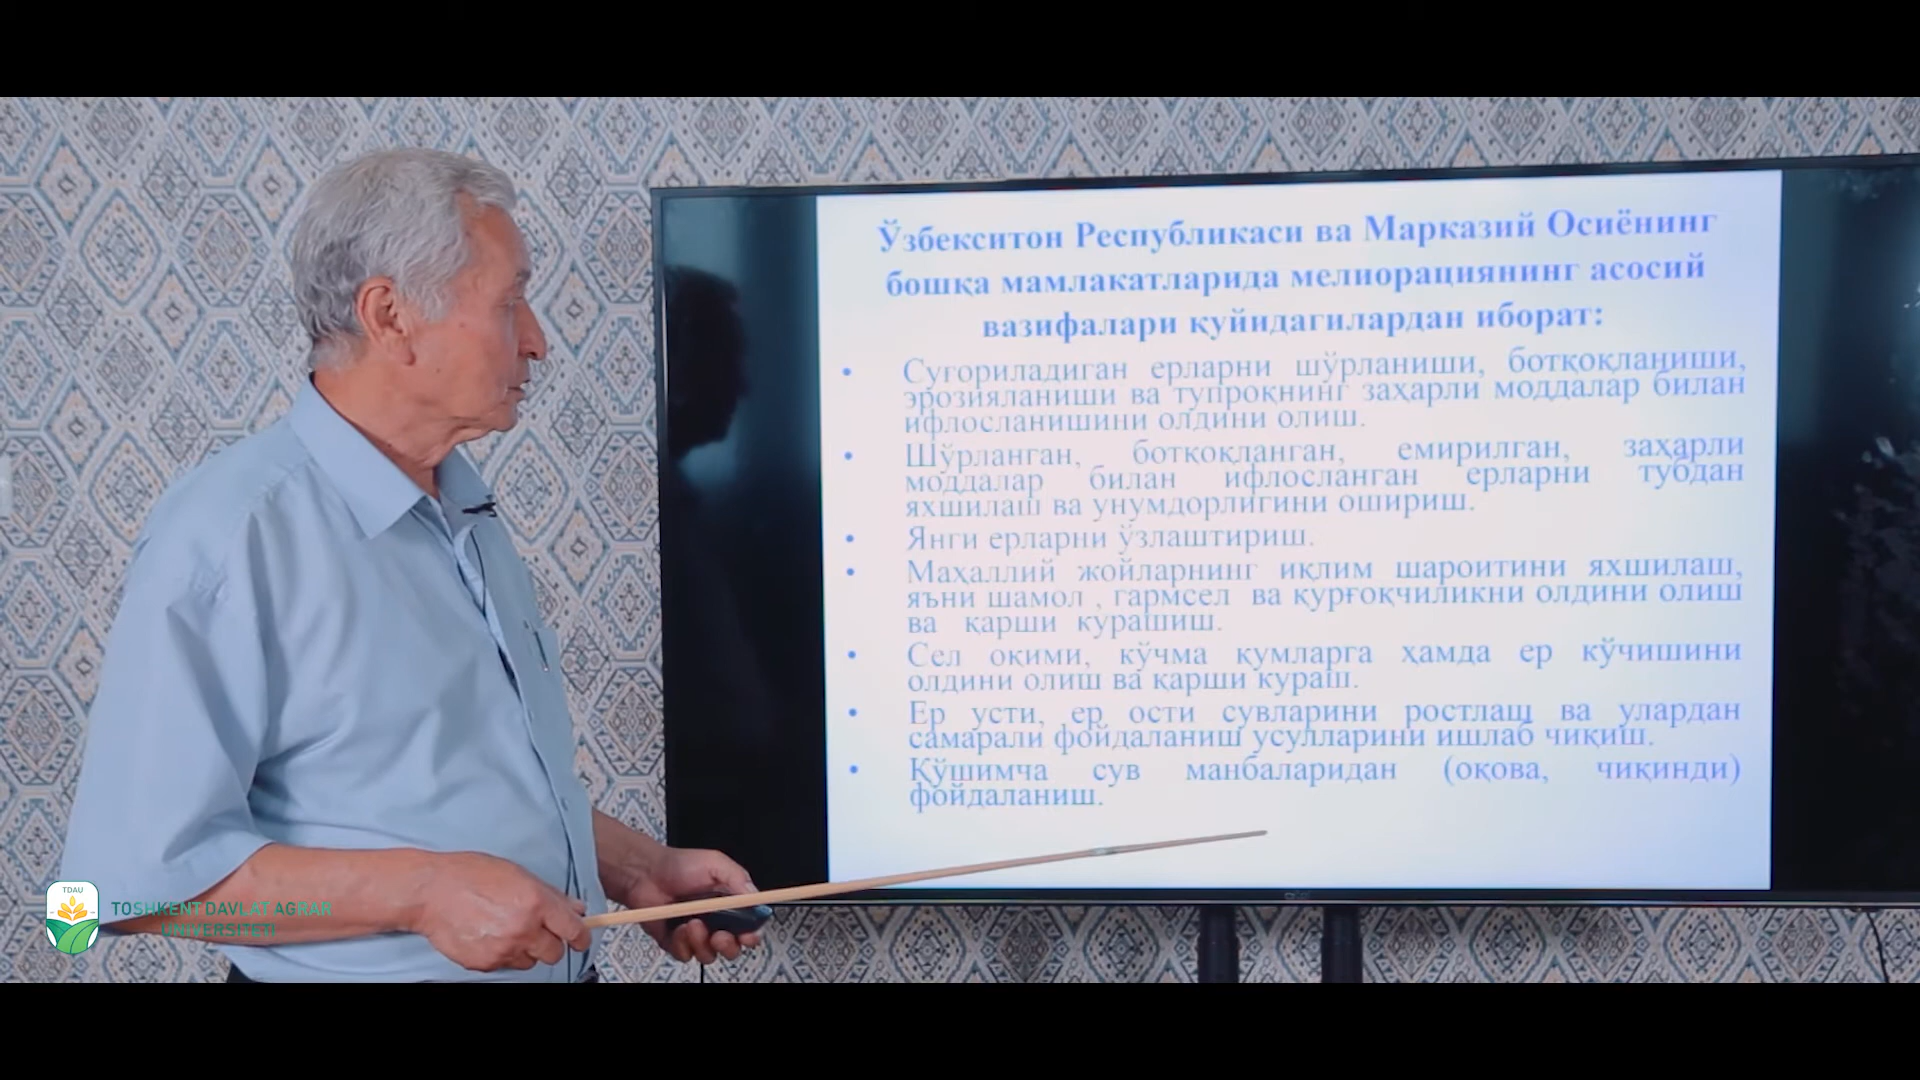 Ўзбекситон Республикаси ва Марказий Осиёнинг
бошқа мамлакатларида мелиорациянинг асосий
вазифалари қуйидагилардан иборат:
• Суғориладиган ерларни шўрланиши, ботқоқланиши,
эрозияланиши ва тупроқнинг заҳарли моддалар билан
ифлосланишини олдини олиш.
• Шўрланган, ботқоқланган, емирилган, заҳарли
моддалар билан ифлосланган ерларни тубдан
яхшилаш ва унумдорлигини ошириш.
• Янги ерларни ўзлаштириш.
• Маҳаллий жойларнинг иқлим шароитини яхшилаш,
яъни шамол , гармсел ва қурғоқчиликни олдини олиш
ва қарши курашиш.
• Сел оқими, кўчма қумларга ҳамда ер кўчишини
олдини олиш ва қарши кураш.
• Ер усти, ер ости сувларини ростлаш ва улардан
самарали фойдаланиш усулларини ишлаб чиқиш.
• Қўшимча сув манбаларидан (оқова, чиқинди)
фойдаланиш.
TDAU
TOSHKENT DAVLAT AGRAR
UNIVERSITETI